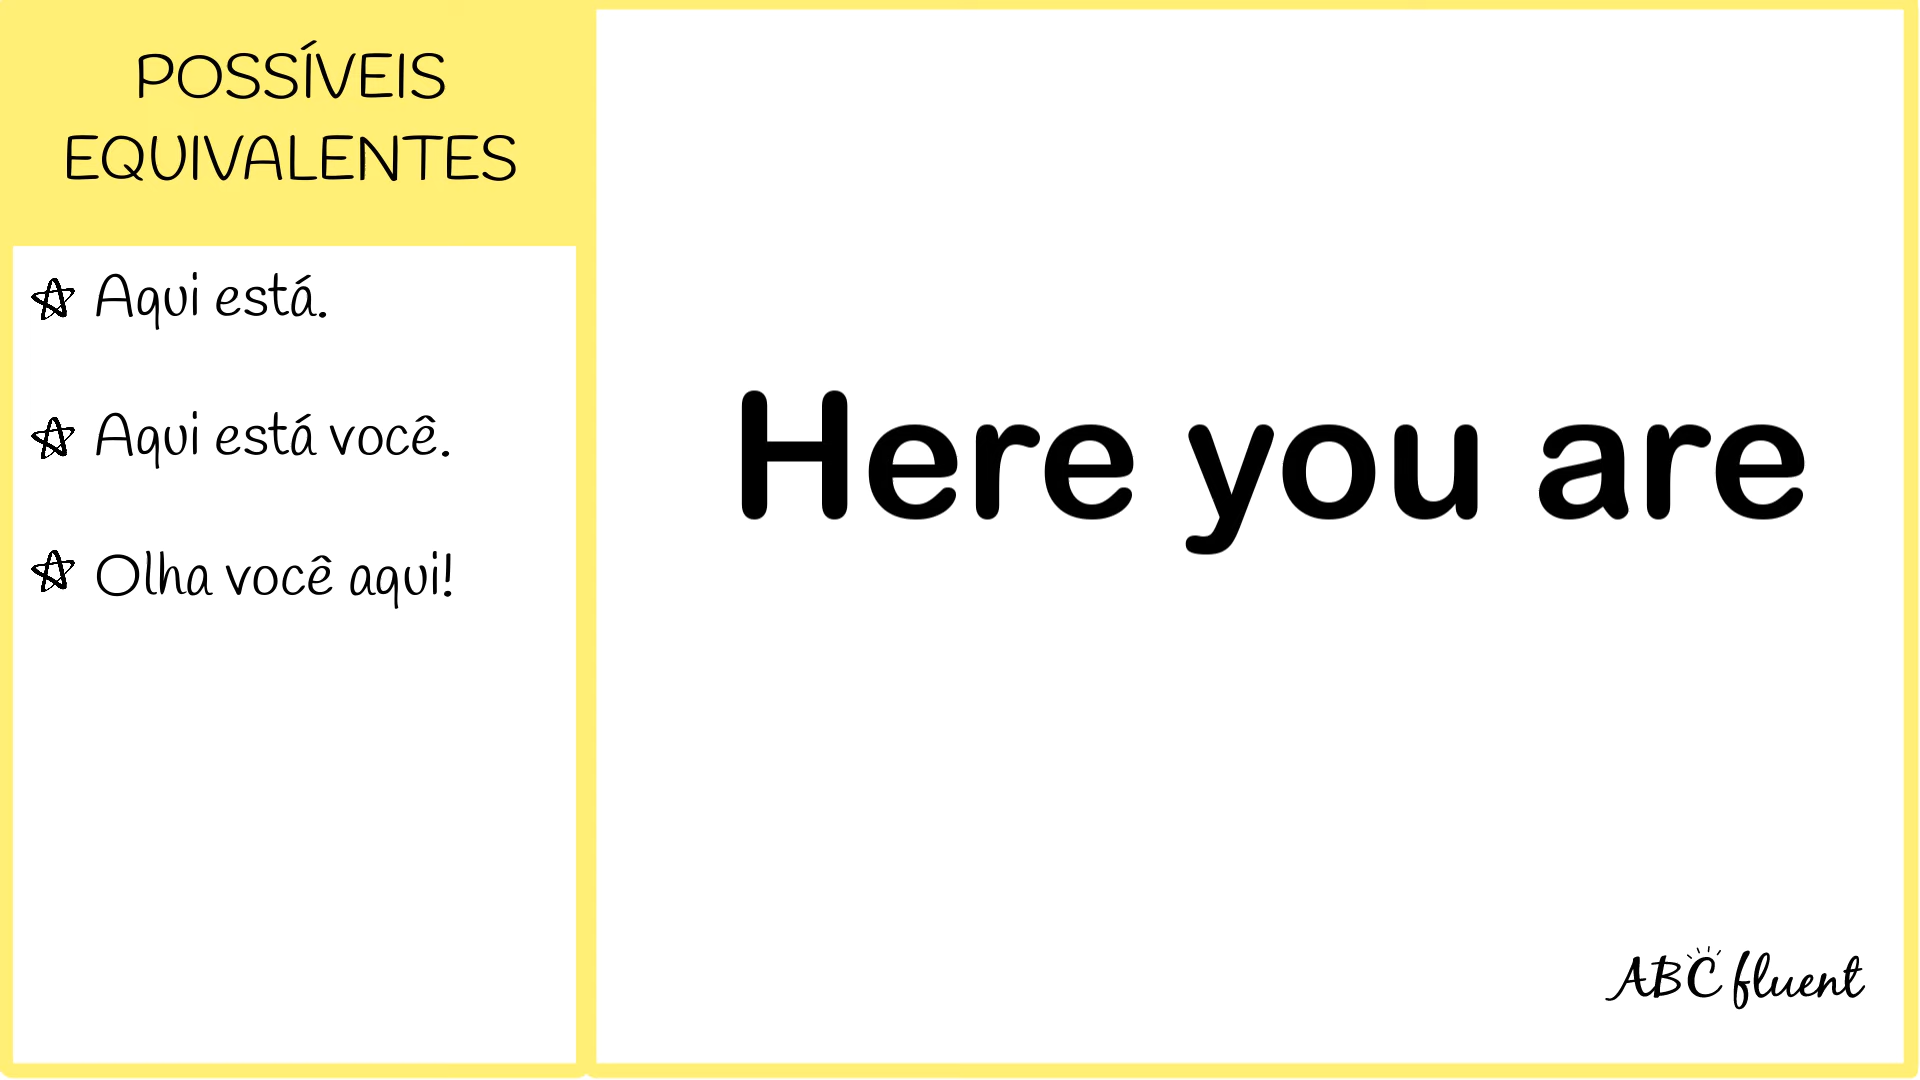 POSSÍVEIS
EQUIVALENTES
Aqui está.
Aqui está você.
Olha você aqui!
Here you are
ABC fluent